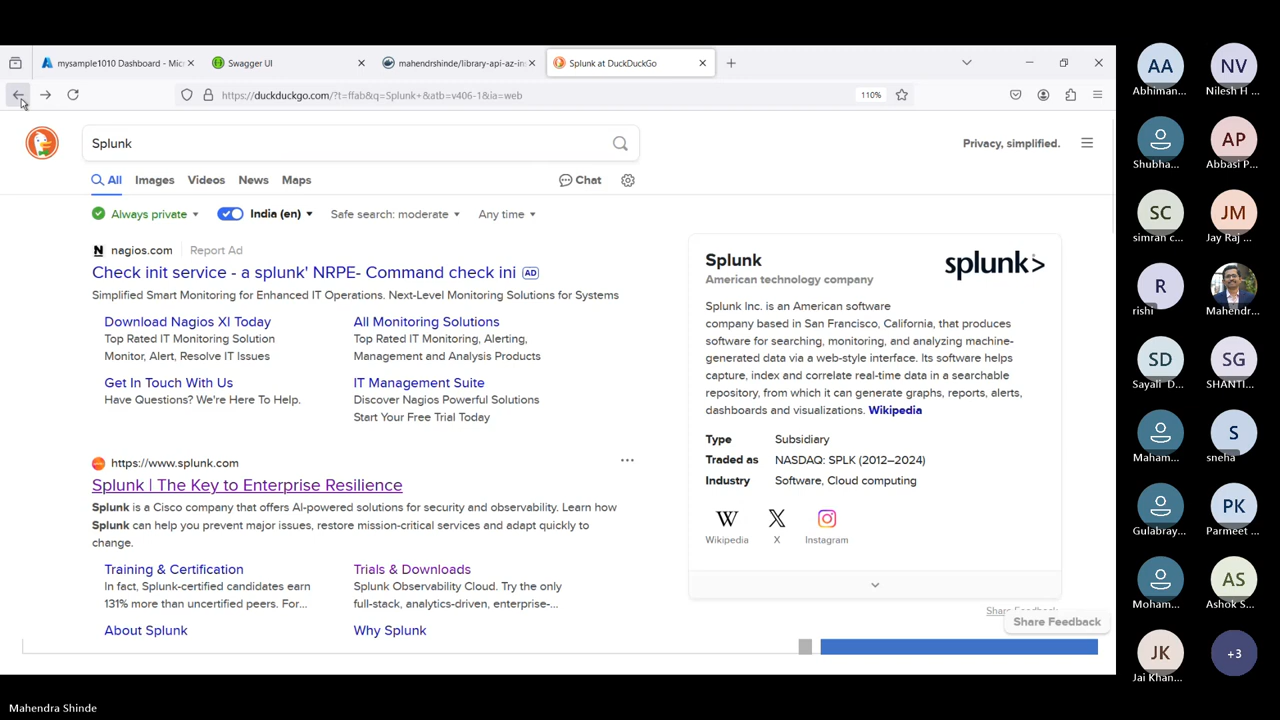 mysample1010 Dashboard - Mic
Swagger UI
mahendrshinde/library-api-az-in
Splunk at DuckDuckGo
https://duckduckgo.com/?t=ffab&q=Splunk+&atb=v406-1&ia=web
110%
Splunk
Privacy, simplified.
All
Images
Videos
News
Maps
Chat
Always private
India (en)
Safe search: moderate
Any time
nagios.com
Report Ad
Check init service - a splunk' NRPE- Command check ini AD
Simplified Smart Monitoring for Enhanced IT Operations. Next-Level Monitoring Solutions for Systems
Download Nagios XI Today
Top Rated IT Monitoring Solution
Monitor, Alert, Resolve IT Issues
All Monitoring Solutions
Top Rated IT Monitoring, Alerting,
Management and Analysis Products
Get In Touch With Us
Have Questions? We're Here To Help.
IT Management Suite
Discover Nagios Powerful Solutions
Start Your Free Trial Today
https://www.splunk.com
Splunk | The Key to Enterprise Resilience
Splunk is a Cisco company that offers AI-powered solutions for security and observability. Learn how
Splunk can help you prevent major issues, restore mission-critical services and adapt quickly to
change.
Training & Certification
In fact, Splunk-certified candidates earn
131% more than uncertified peers. For...
Trials & Downloads
Splunk Observability Cloud. Try the only
full-stack, analytics-driven, enterprise-...
About Splunk
Why Splunk
Splunk
American technology company
splunk>
Splunk Inc. is an American software
company based in San Francisco, California, that produces
software for searching, monitoring, and analyzing machine-
generated data via a web-style interface. Its software helps
capture, index and correlate real-time data in a searchable
repository, from which it can generate graphs, reports, alerts,
dashboards and visualizations. Wikipedia
Type Subsidiary
Traded as NASDAQ: SPLK (2012–2024)
Industry Software, Cloud computing
Wikipedia
X
Instagram
Share Feedback
Share Feedback
AA
Abhiman...
NV
Nilesh H ...
Shubha...
AP
Abbasi P...
SC
simran c...
JM
Jay Raj ...
R
rishi
Mahendr...
SD
Sayali D...
SG
SHANTI...
Maham...
S
sneha
Gulabray...
PK
Parmeet ...
Moham...
AS
Ashok S...
JK
Jai Khan...
+3
Mahendra Shinde